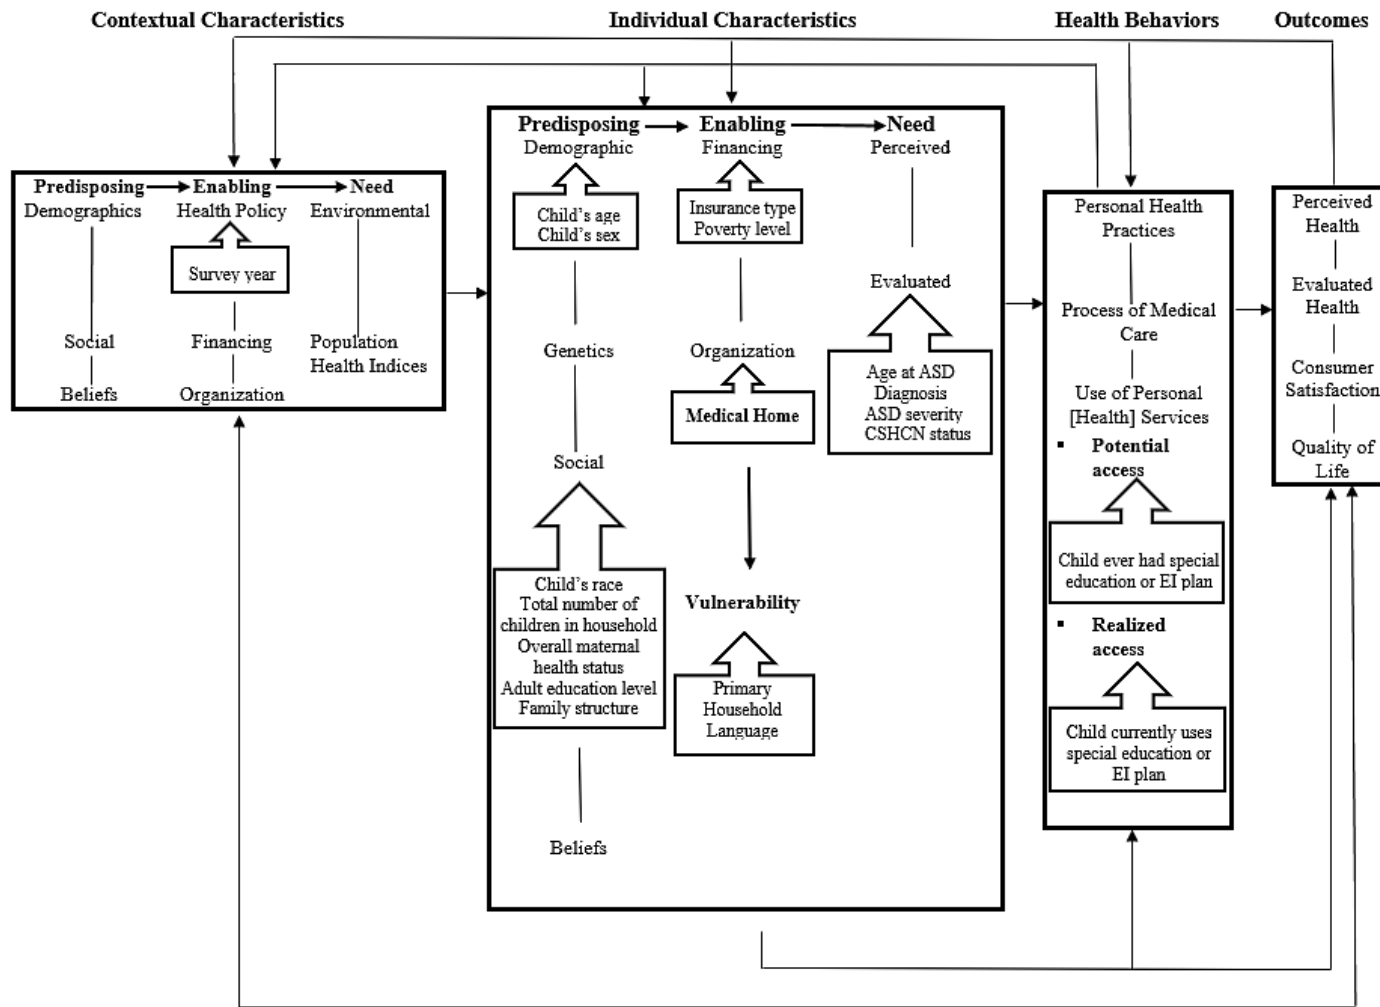 Contextual Characteristics
Individual Characteristics
Health Behaviors
Outcomes
Predisposing
Enabling
Need
Demographics
Health Policy
Environmental
Survey year
Social
Financing
Population
Health Indices
Beliefs
Organization
Predisposing
Enabling
Need
Demographic
Financing
Perceived
Child's age
Child's sex
Insurance type
Poverty level
Evaluated
Genetics
Organization
Age at ASD
Diagnosis
ASD severity
CSHCN status
Medical Home
Social
Child's race
Total number of
children in household
Overall maternal
health status
Adult education level
Family structure
Vulnerability
Primary
Household
Language
Beliefs
Personal Health
Practices
Process of Medical
Care
Use of Personal
[Health] Services
▪ Potential
access
Child ever had special
education or EI plan
▪ Realized
access
Child currently uses
special education or
EI plan
Perceived
Health
Evaluated
Health
Consumer
Satisfaction
Quality of
Life